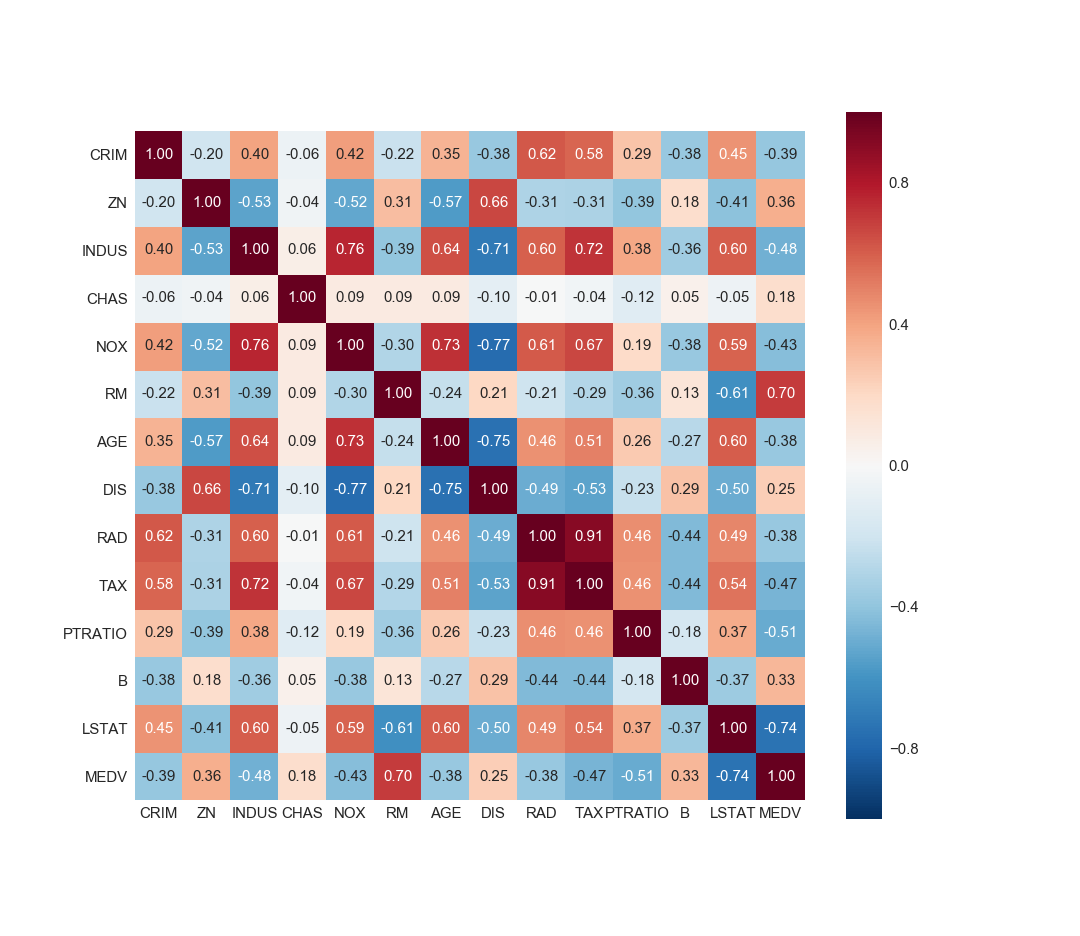 CRIM 1.00 -0.20 0.40 -0.06 0.42 -0.22 0.35 -0.38 0.62 0.58 0.29 -0.38 0.45 -0.39
ZN -0.20 1.00 -0.53 -0.04 -0.52 0.31 -0.57 0.66 -0.31 -0.31 -0.39 0.18 -0.41 0.36
INDUS 0.40 -0.53 1.00 0.06 0.76 -0.39 0.64 -0.71 0.60 0.72 0.38 -0.36 0.60 -0.48
CHAS -0.06 -0.04 0.06 1.00 0.09 0.09 0.09 -0.10 -0.01 -0.04 -0.12 0.05 -0.05 0.18
NOX 0.42 -0.52 0.76 0.09 1.00 -0.30 0.73 -0.77 0.61 0.67 0.19 -0.38 0.59 -0.43
RM -0.22 0.31 -0.39 0.09 -0.30 1.00 -0.24 0.21 -0.21 -0.29 -0.36 0.13 -0.61 0.70
AGE 0.35 -0.57 0.64 0.09 0.73 -0.24 1.00 -0.75 0.46 0.51 0.26 -0.27 0.60 -0.38
DIS -0.38 0.66 -0.71 -0.10 -0.77 0.21 -0.75 1.00 -0.49 -0.53 -0.23 0.29 -0.50 0.25
RAD 0.62 -0.31 0.60 -0.01 0.61 -0.21 0.46 -0.49 1.00 0.91 0.46 -0.44 0.49 -0.38
TAX 0.58 -0.31 0.72 -0.04 0.67 -0.29 0.51 -0.53 0.91 1.00 0.46 -0.44 0.54 -0.47
PTRATIO 0.29 -0.39 0.38 -0.12 0.19 -0.36 0.26 -0.23 0.46 0.46 1.00 -0.18 0.37 -0.51
B -0.38 0.18 -0.36 0.05 -0.38 0.13 -0.27 0.29 -0.44 -0.44 -0.18 1.00 -0.37 0.33
LSTAT 0.45 -0.41 0.60 -0.05 0.59 -0.61 0.60 -0.50 0.49 0.54 0.37 -0.37 1.00 -0.74
MEDV -0.39 0.36 -0.48 0.18 -0.43 0.70 -0.38 0.25 -0.38 -0.47 -0.51 0.33 -0.74 1.00
CRIM ZN INDUS CHAS NOX RM AGE DIS RAD TAX PTRATIO B LSTAT MEDV
0.8
0.4
0.0
−0.4
−0.8